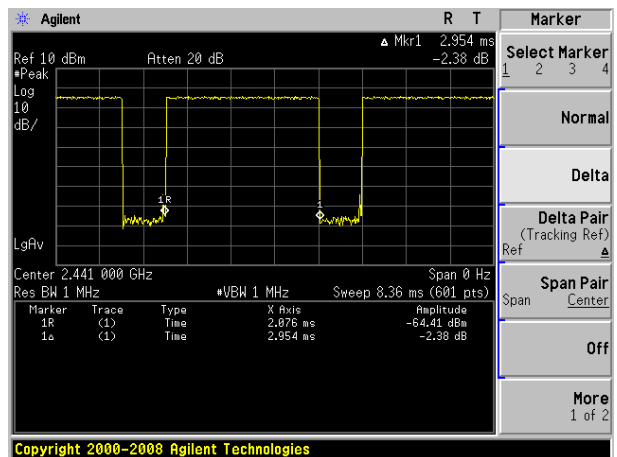 Agilent
R T
Marker
Δ Mkr1 2.954 ms
Ref 10 dBm Atten 20 dB -2.38 dB
#Peak
Log
10
dB/
1R
1
LgAv
Center 2.441 000 GHz Span 0 Hz
Res BW 1 MHz #VBW 1 MHz Sweep 8.36 ms (601 pts)
Marker Trace Type X Axis Amplitude
1R (1) Time 2.076 ms -64.41 dBm
1Δ (1) Time 2.954 ms -2.38 dB
Select Marker
1 2 3 4
Normal
Delta
Delta Pair
(Tracking Ref)
Ref Δ
Span Pair
Span Center
Off
More
1 of 2
Copyright 2000-2008 Agilent Technologies